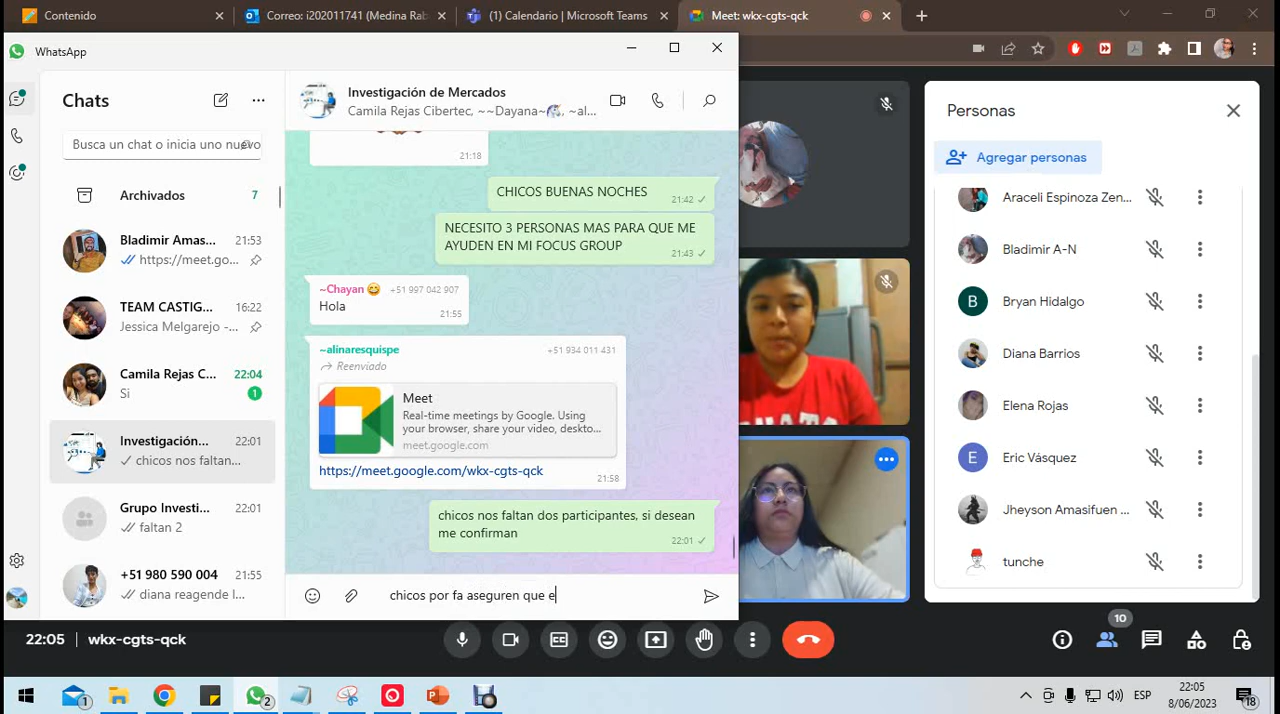 Contenido
Correo: i202011741 (Medina Rab
(1) Calendario | Microsoft Teams
Meet: wkx-cgts-qck
WhatsApp
Chats
Busca un chat o inicia uno nuevo
Archivados
7
Bladimir Amas...
21:53
https://meet.go...
TEAM CASTIG...
16:22
Jessica Melgarejo -...
Camila Rejas C...
22:04
Si
1
Investigación...
22:01
chicos nos faltan...
Grupo Investi...
22:01
faltan 2
+51 980 590 004
21:55
diana reagende l...
Investigación de Mercados
Camila Rejas Cibertec, ~~Dayana~🦄, ~al...
21:18
CHICOS BUENAS NOCHES
21:42
NECESITO 3 PERSONAS MAS PARA QUE ME
AYUDEN EN MI FOCUS GROUP
21:43
~Chayan 😄
+51 997 042 907
Hola
21:55
~alinaresquispe
+51 934 011 431
Reenviado
Meet
Real-time meetings by Google. Using
your browser, share your video, deskto...
meet.google.com
https://meet.google.com/wkx-cgts-qck
21:58
chicos nos faltan dos participantes, si desean
me confirman
22:01
chicos por fa aseguren que e
Personas
Agregar personas
Araceli Espinoza Zen...
Bladimir A-N
B
Bryan Hidalgo
Diana Barrios
Elena Rojas
E
Eric Vásquez
Jheyson Amasifuen ...
tunche
22:05
wkx-cgts-qck
10
1
2
ESP
22:05
8/06/2023
18